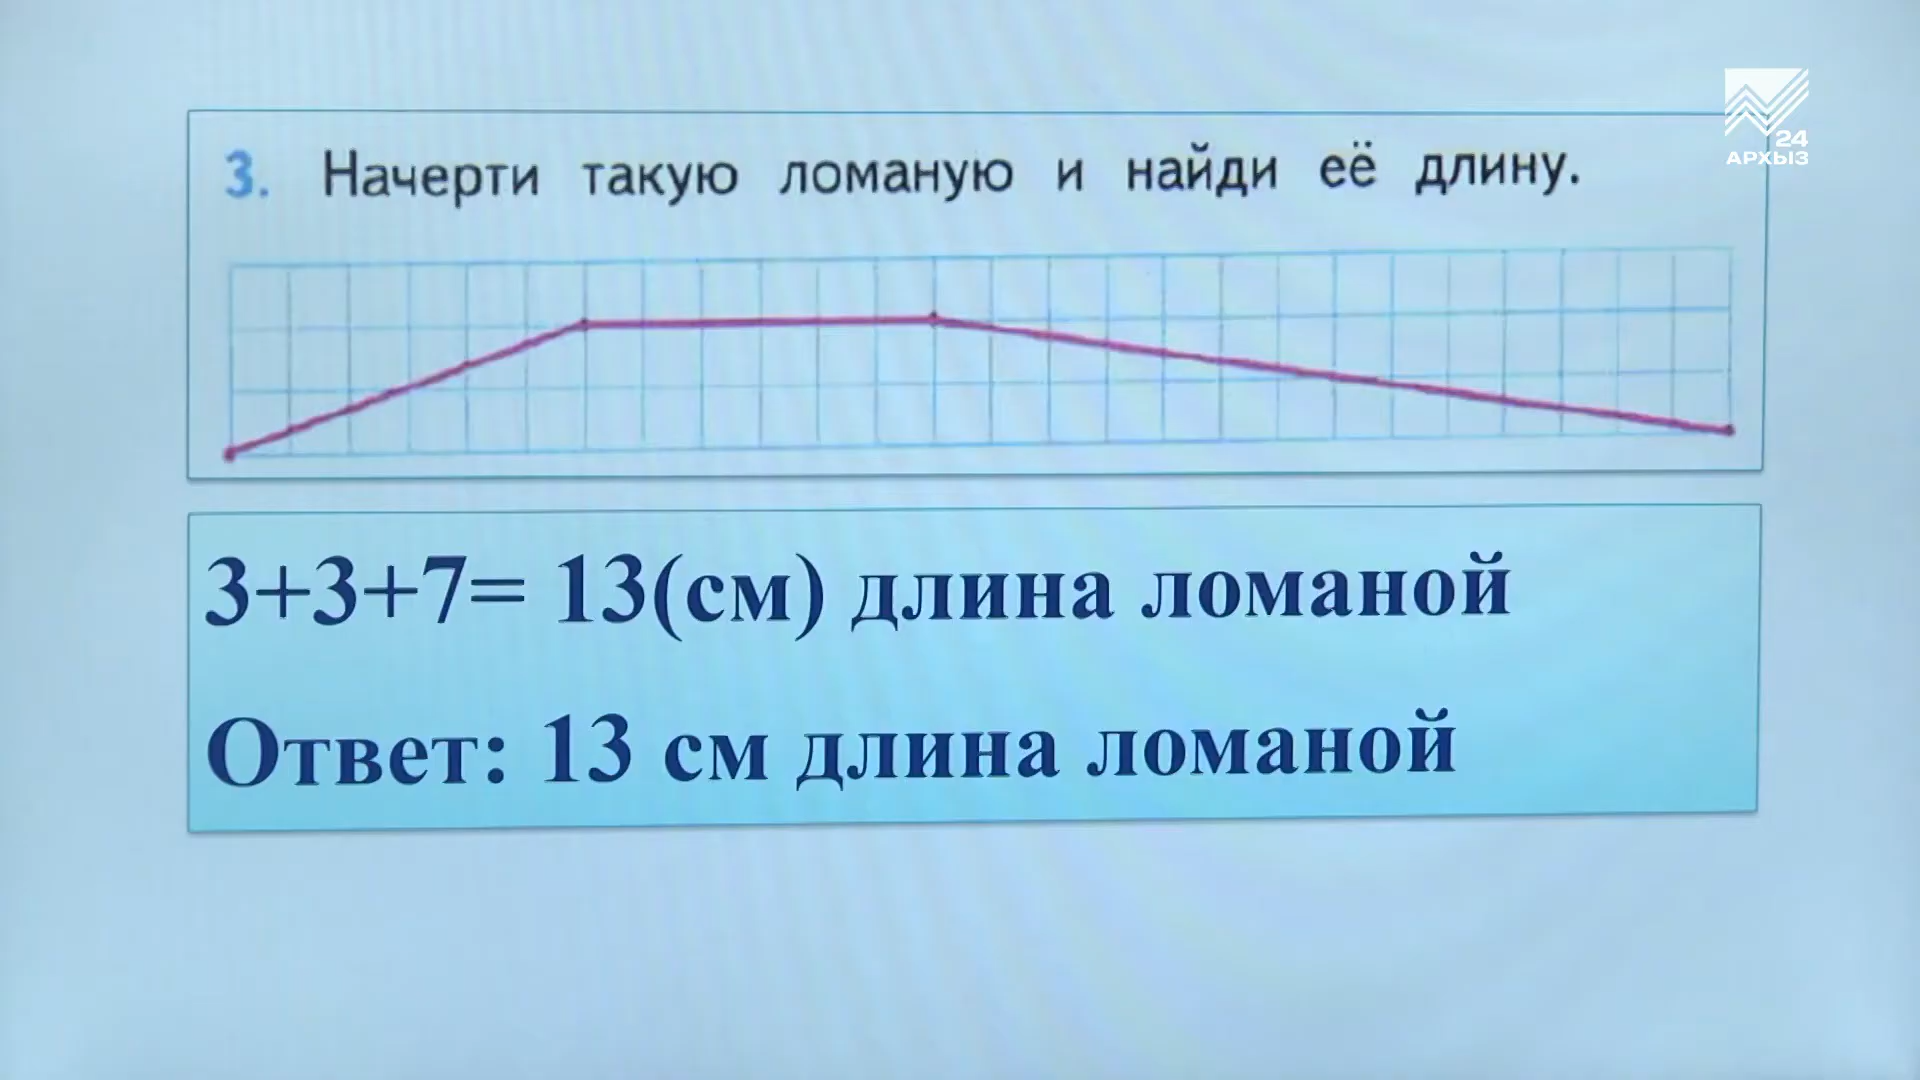 24
АРХЫЗ
3. Начерти такую ломаную и найди её длину.
3+3+7= 13(см) длина ломаной
Ответ: 13 см длина ломаной